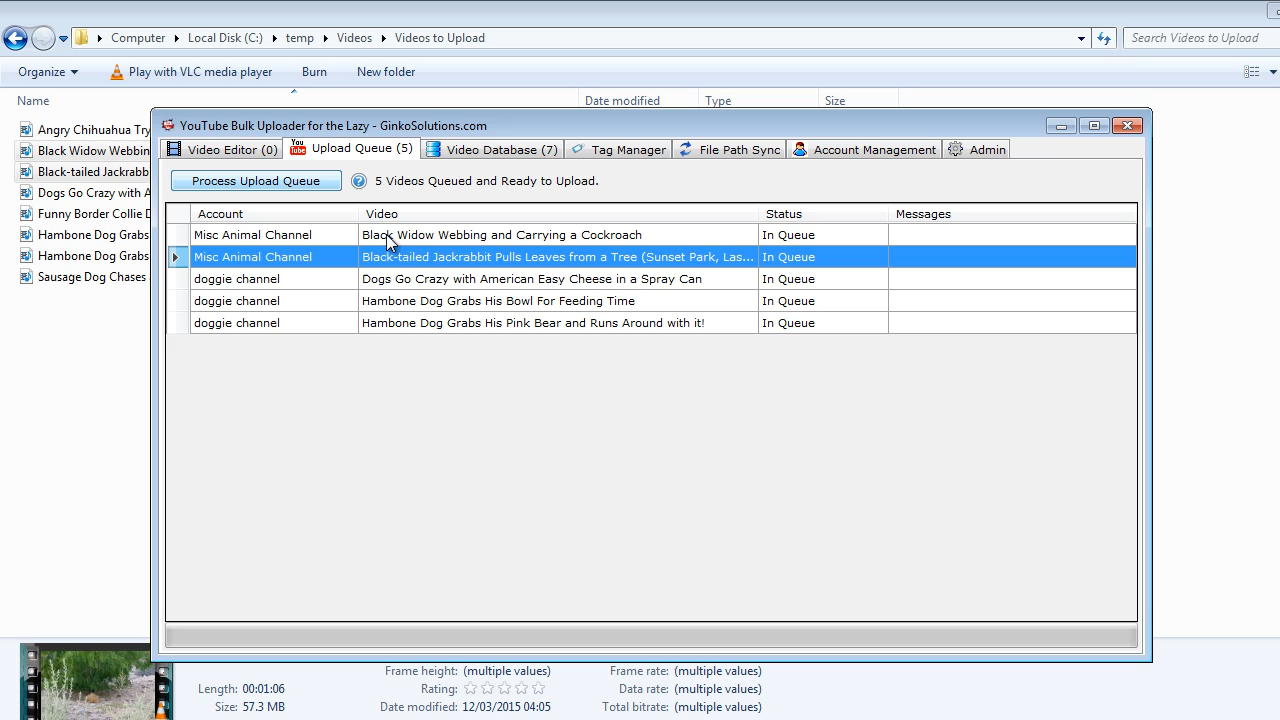 Computer Local Disk (C:) temp Videos Videos to Upload Search Videos to Upload
Organize Play with VLC media player Burn New folder
Name Date modified Type Size
Angry Chihuahua Try
Black Widow Webbin
Black-tailed Jackrabb
Dogs Go Crazy with A
Funny Border Collie D
Hambone Dog Grabs
Hambone Dog Grabs
Sausage Dog Chases
YouTube Bulk Uploader for the Lazy - GinkoSolutions.com
Video Editor (0) You Tube Upload Queue (5) Video Database (7) Tag Manager File Path Sync Account Management Admin
Process Upload Queue ? 5 Videos Queued and Ready to Upload.
Account Video Status Messages
Misc Animal Channel Black Widow Webbing and Carrying a Cockroach In Queue
Misc Animal Channel Black-tailed Jackrabbit Pulls Leaves from a Tree (Sunset Park, Las... In Queue
doggie channel Dogs Go Crazy with American Easy Cheese in a Spray Can In Queue
doggie channel Hambone Dog Grabs His Bowl For Feeding Time In Queue
doggie channel Hambone Dog Grabs His Pink Bear and Runs Around with it! In Queue
Frame height: (multiple values) Frame rate: (multiple values)
Length: 00:01:06 Rating: Data rate: (multiple values)
Size: 57.3 MB Date modified: 12/03/2015 04:05 Total bitrate: (multiple values)